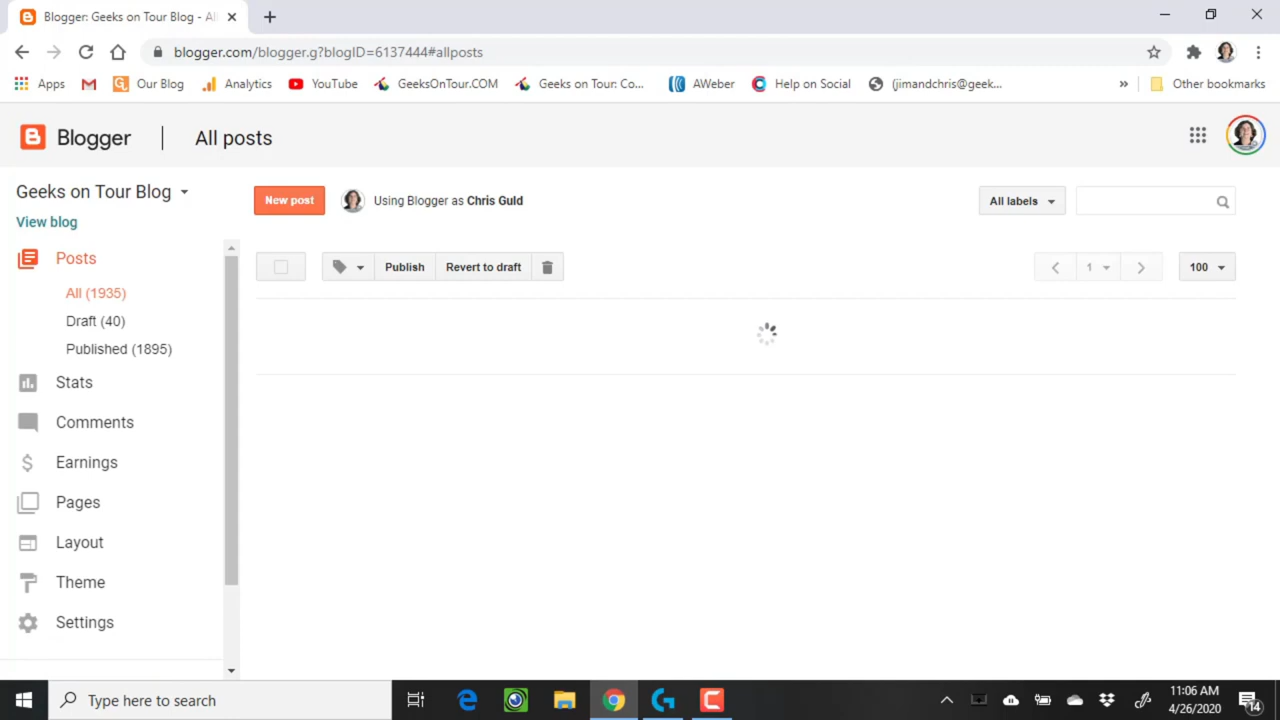 Blogger: Geeks on Tour Blog - All
blogger.com/blogger.g?blogID=6137444#allposts
Apps Our Blog Analytics YouTube GeeksOnTour.COM Geeks on Tour: Co... AWeber Help on Social (jimandchris@geek... » Other bookmarks
Blogger All posts
Geeks on Tour Blog
New post Using Blogger as Chris Guld All labels
View blog
Posts
Publish Revert to draft 1 100
All (1935)
Draft (40)
Published (1895)
Stats
Comments
Earnings
Pages
Layout
Theme
Settings
Type here to search
11:06 AM
4/26/2020
14